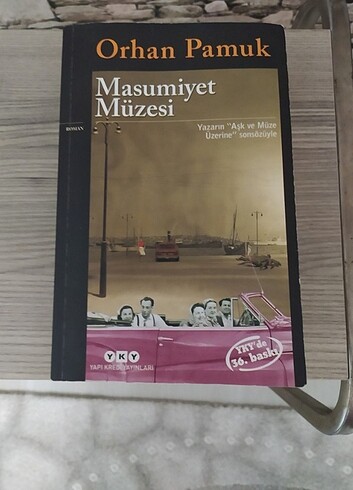 Orhan Pamuk
Masumiyet
Müzesi
ROMAN
Yazarın "Aşk ve Müze
Üzerine" sonsözüyle
YKY'de
36. baskı
YKY
YAPI KREDİ YAYINLARI